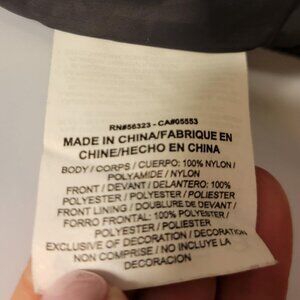 RN#56323 - CA#05553
MADE IN CHINA/FABRIQUE EN
CHINE/HECHO EN CHINA
BODY / CORPS / CUERPO: 100% NYLON /
POLYAMIDE / NYLON
FRONT / DEVANT / DELANTERO: 100%
POLYESTER / POLYESTER / POLIESTER
FRONT LINING / DOUBLURE DE DEVANT /
FORRO FRONTAL: 100% POLYESTER /
POLYESTER / POLIESTER
EXCLUSIVE OF DECORATION / DECORATION
NON COMPRISE / NO INCLUYE LA
DECORACION